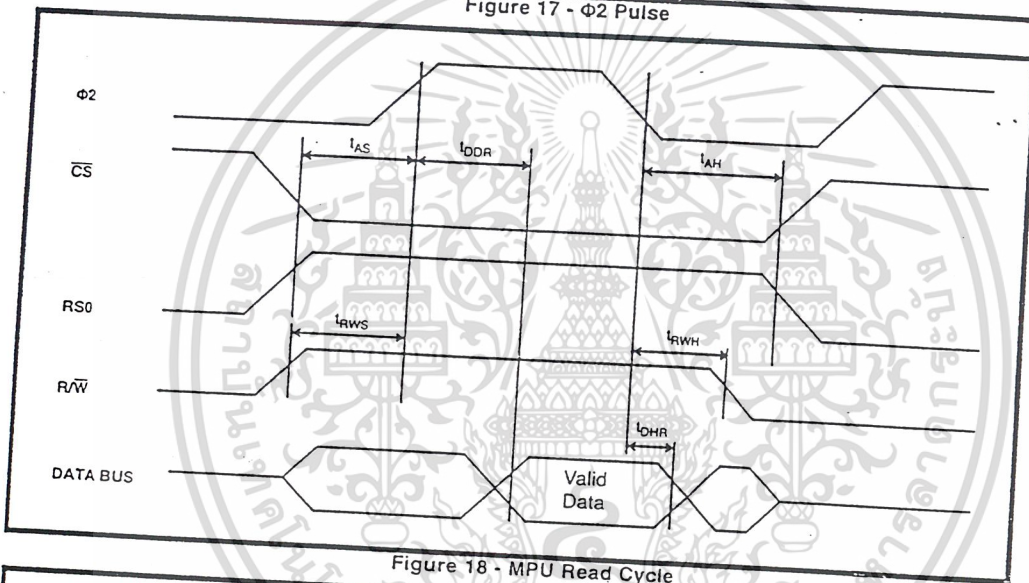 Figure 17 - Φ2 Pulse
Φ2
tAS
tDDR
tAH
CS
RS0
tRWS
tRWH
R/W
tDHR
DATA BUS
Valid
Data
Figure 18 - MPU Read Cycle